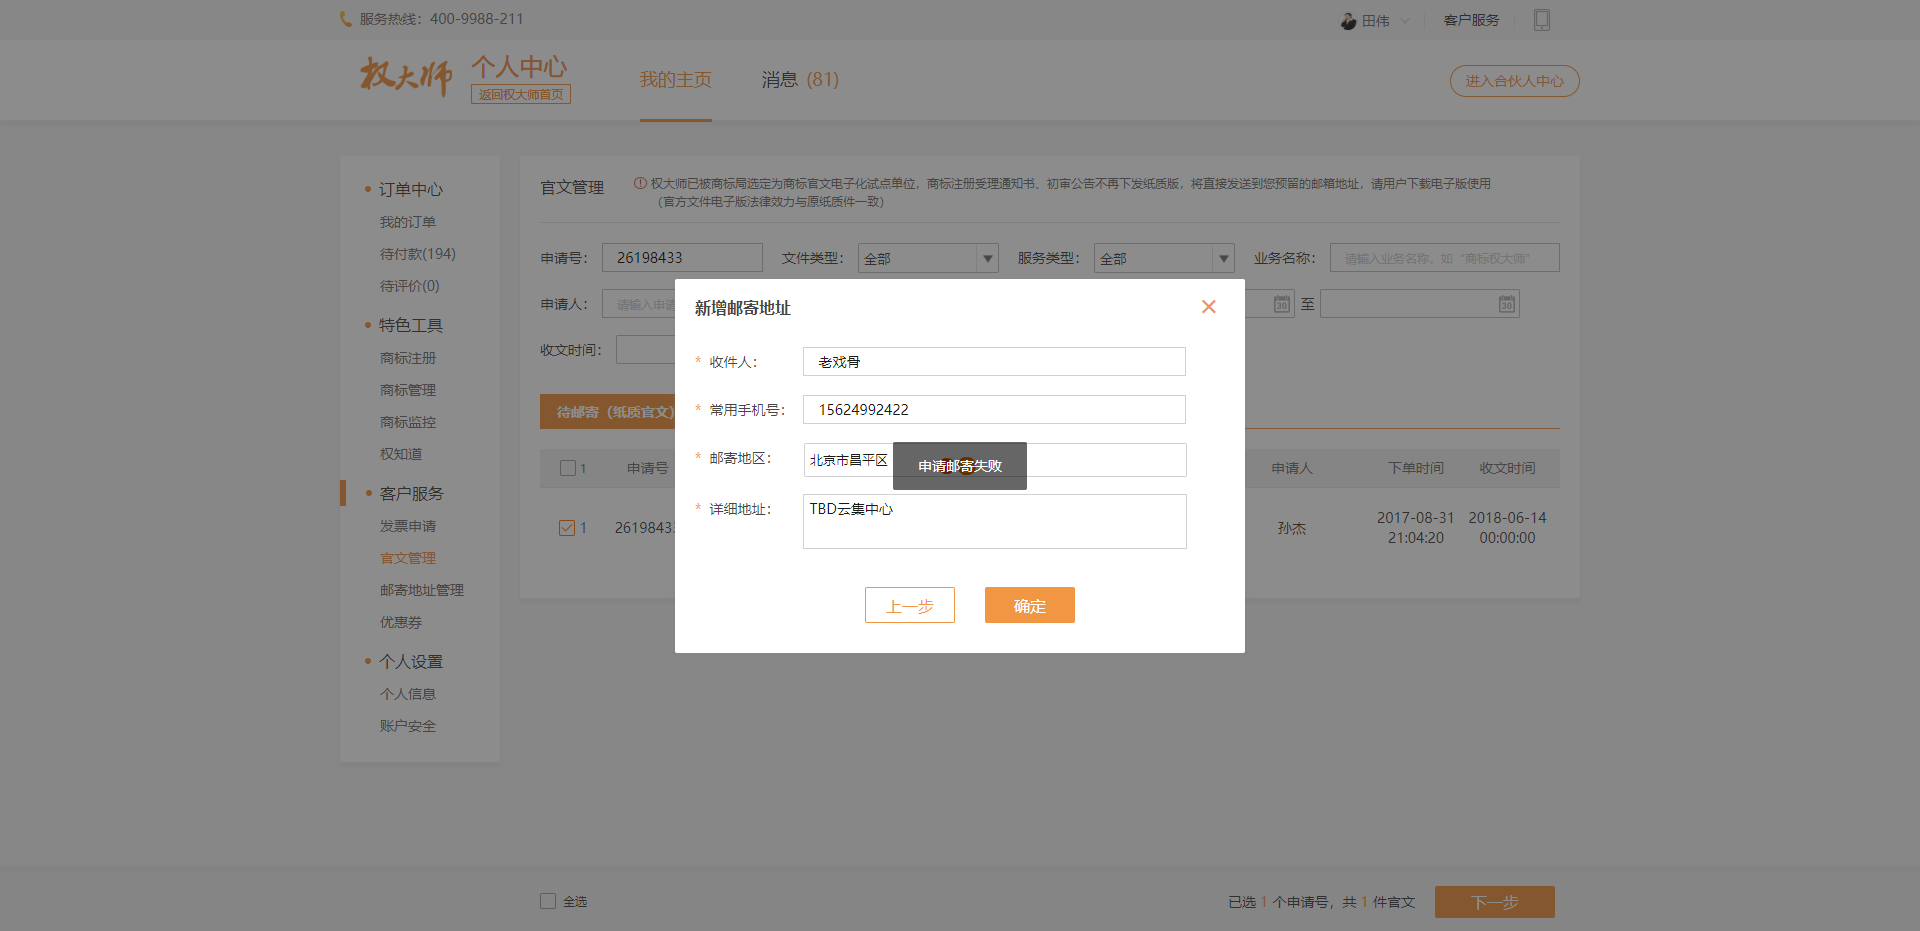 服务热线：400-9988-211
田伟
客户服务
权大师
个人中心
返回权大师首页
我的主页
消息 (81)
进入合伙人中心
订单中心
我的订单
待付款(194)
待评价(0)
特色工具
商标注册
商标管理
商标监控
权知道
客户服务
发票申请
官文管理
邮寄地址管理
优惠券
个人设置
个人信息
账户安全
官文管理
权大师已被商标局选定为商标官文电子化试点单位，商标注册受理通知书、初审公告不再下发纸质版，将直接发送到您预留的邮箱地址，请用户下载电子版使用
（官方文件电子版法律效力与原纸质件一致）
申请号： 26198433 文件类型： 全部 服务类型： 全部 业务名称： 请输入业务名称，如“商标权大师”
申请人： 请输入申请 30 至 30
收文时间：
待邮寄（纸质官文）
1 申请号 申请人 下单时间 收文时间
1 26198433 孙杰 2017-08-31 21:04:20 2018-06-14 00:00:00
新增邮寄地址
* 收件人： 老戏骨
* 常用手机号： 15624992422
* 邮寄地区： 北京市昌平区
申请邮寄失败
* 详细地址： TBD云集中心
上一步 确定
全选
已选 1 个申请号，共 1 件官文
下一步